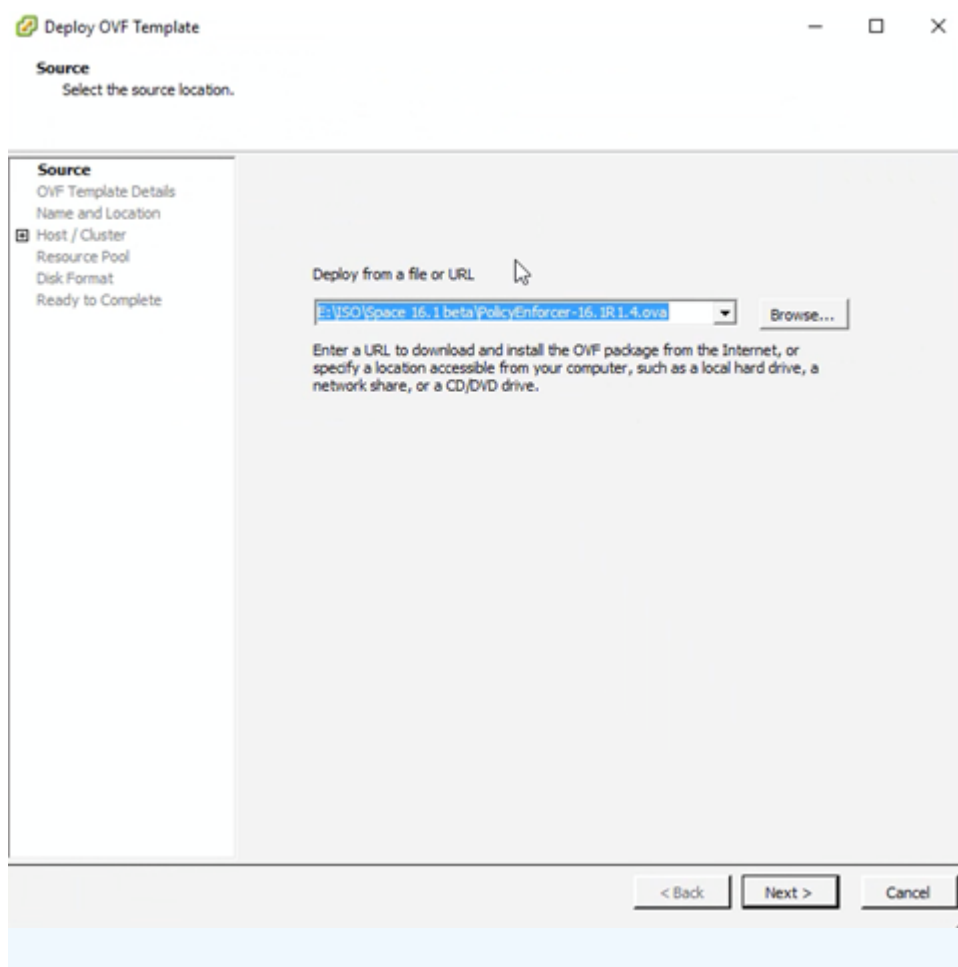 Deploy OVF Template
Source
Select the source location.
Source
OVF Template Details
Name and Location
Host / Cluster
Resource Pool
Disk Format
Ready to Complete
Deploy from a file or URL
E:\ISO\Space 16.1 beta\PolicyEnforcer-16.1R1.4.ova
Browse...
Enter a URL to download and install the OVF package from the Internet, or
specify a location accessible from your computer, such as a local hard drive, a
network share, or a CD/DVD drive.
< Back
Next >
Cancel